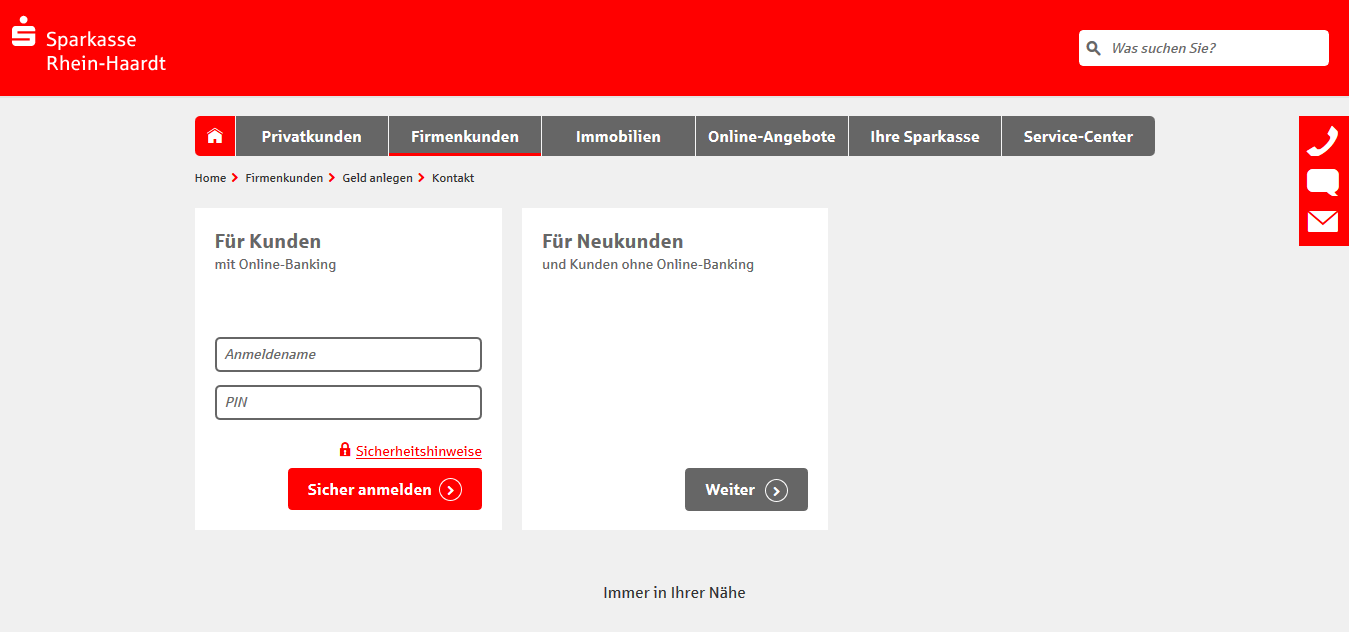 Sparkasse
Rhein-Haardt
Was suchen Sie?
Privatkunden Firmenkunden Immobilien Online-Angebote Ihre Sparkasse Service-Center
Home Firmenkunden Geld anlegen Kontakt
Für Kunden
mit Online-Banking
Anmeldename
PIN
Sicherheitshinweise
Sicher anmelden
Für Neukunden
und Kunden ohne Online-Banking
Weiter
Immer in Ihrer Nähe